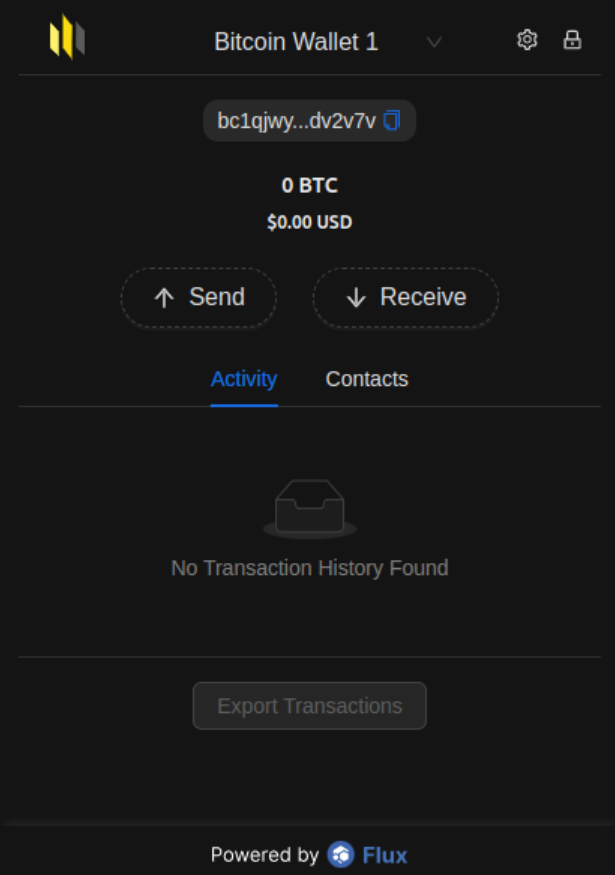 Bitcoin Wallet 1
bc1qjwy...dv2v7v
0 BTC
$0.00 USD
Send
Receive
Activity
Contacts
No Transaction History Found
Export Transactions
Powered by Flux